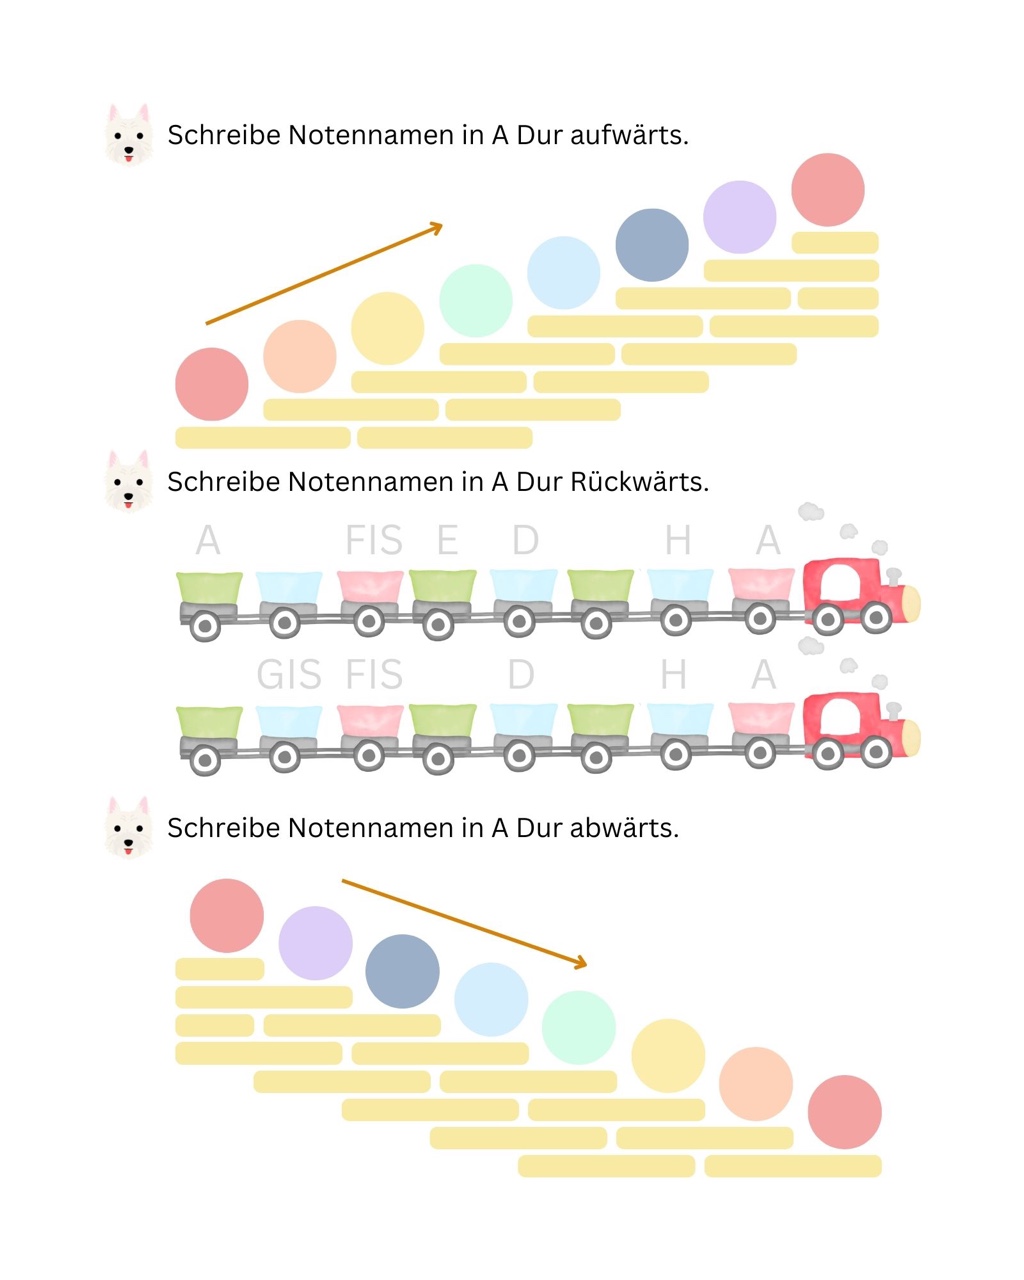 Schreibe Notennamen in A Dur aufwärts.
Schreibe Notennamen in A Dur Rückwärts.
A FIS E D H A
GIS FIS D H A
Schreibe Notennamen in A Dur abwärts.